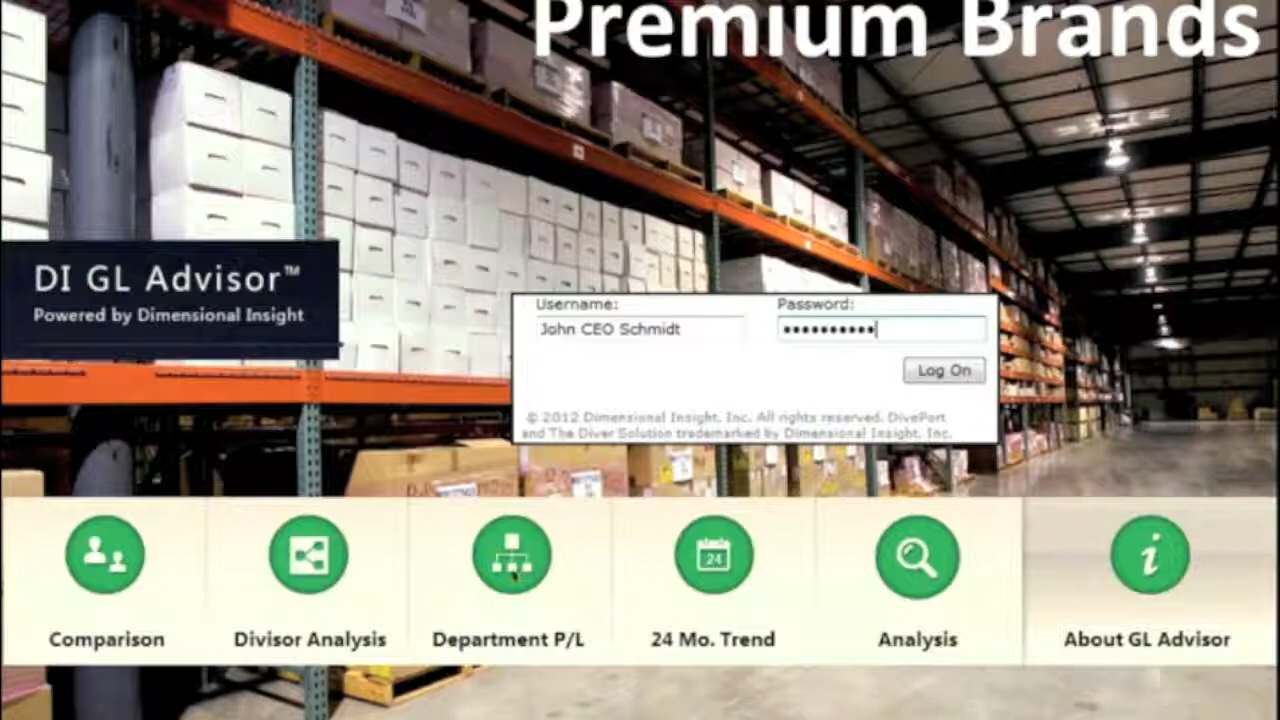 Premium Brands
DI GL Advisor™
Powered by Dimensional Insight
Username:
Password:
John CEO Schmidt
••••••••••
Log On
© 2012 Dimensional Insight, Inc. All rights reserved. DivePort
and The Diver Solution trademarked by Dimensional Insight, Inc.
24
Comparison
Divisor Analysis
Department P/L
24 Mo. Trend
Analysis
About GL Advisor